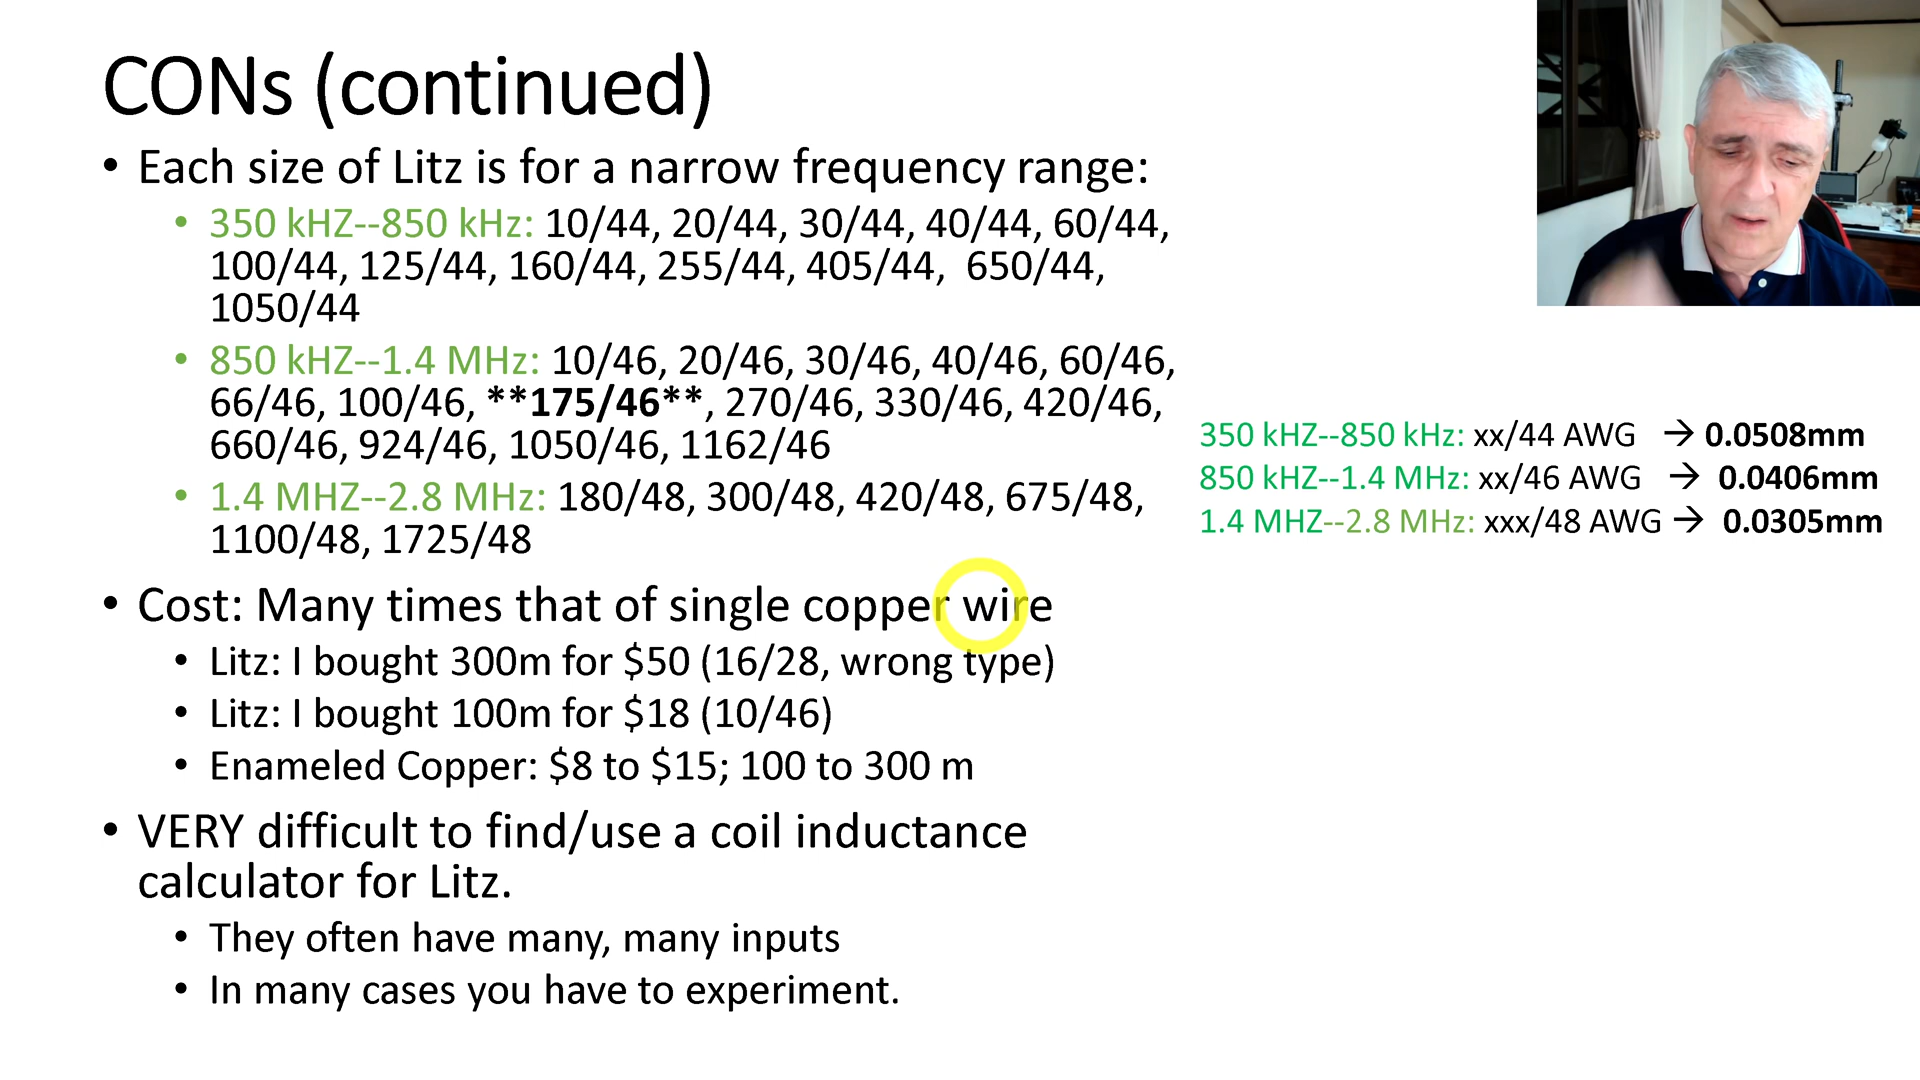 CONs (continued)
• Each size of Litz is for a narrow frequency range:
• 350 kHZ--850 kHz: 10/44, 20/44, 30/44, 40/44, 60/44,
100/44, 125/44, 160/44, 255/44, 405/44, 650/44,
1050/44
• 850 kHZ--1.4 MHz: 10/46, 20/46, 30/46, 40/46, 60/46,
66/46, 100/46, **175/46**, 270/46, 330/46, 420/46,
660/46, 924/46, 1050/46, 1162/46
• 1.4 MHZ--2.8 MHz: 180/48, 300/48, 420/48, 675/48,
1100/48, 1725/48
• Cost: Many times that of single copper wire
• Litz: I bought 300m for $50 (16/28, wrong type)
• Litz: I bought 100m for $18 (10/46)
• Enameled Copper: $8 to $15; 100 to 300 m
• VERY difficult to find/use a coil inductance
calculator for Litz.
• They often have many, many inputs
• In many cases you have to experiment.
350 kHZ--850 kHz: xx/44 AWG → 0.0508mm
850 kHZ--1.4 MHz: xx/46 AWG → 0.0406mm
1.4 MHZ--2.8 MHz: xxx/48 AWG → 0.0305mm